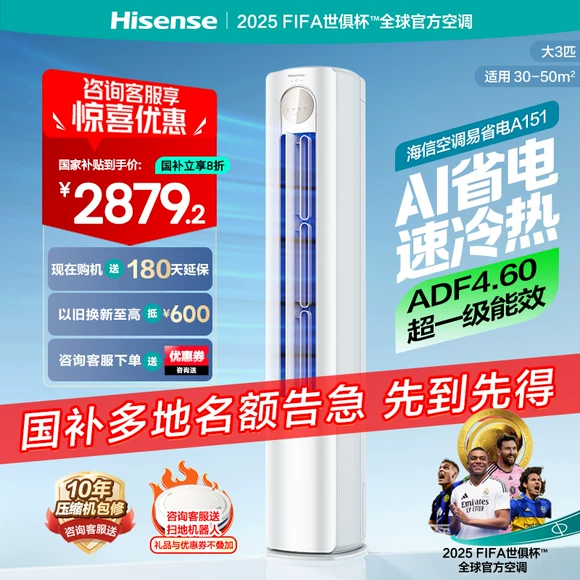 Hisense
2025 FIFA世俱杯™全球官方空调
大3匹
适用 30-50m²
咨询客服享
惊喜优惠
国家补贴到手价:
国补立享8折
¥2879.2
现在购机 送 180天延保
以旧换新至高 抵 ¥600
咨询客服下单 送 优惠券
咨询送
Hisense
海信空调易省电A151
AI省电
速冷热
ADF4.60
超一级能效
国补多地名额告急 先到先得
10年
压缩机包修
咨询客服送
咨询客服送
扫地机器人
礼品与优惠券不叠加
2025 FIFA世俱杯™
全球官方空调